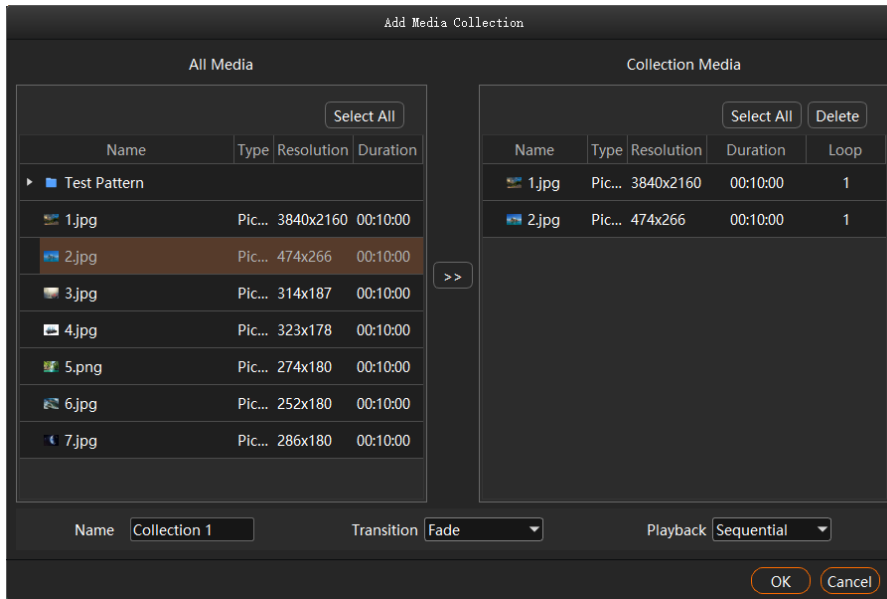 Add Media Collection
All Media
Collection Media
Select All
Select All Delete
Name Type Resolution Duration
Name Type Resolution Duration Loop
Test Pattern
1.jpg Pic... 3840x2160 00:10:00
2.jpg Pic... 474x266 00:10:00
3.jpg Pic... 314x187 00:10:00
4.jpg Pic... 323x178 00:10:00
5.png Pic... 274x180 00:10:00
6.jpg Pic... 252x180 00:10:00
7.jpg Pic... 286x180 00:10:00
>>
1.jpg Pic... 3840x2160 00:10:00 1
2.jpg Pic... 474x266 00:10:00 1
Name Collection 1 Transition Fade Playback Sequential
OK Cancel